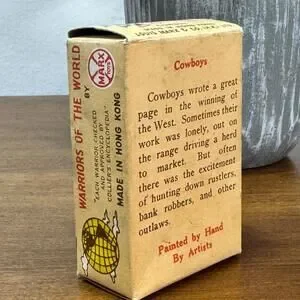 LOUIS MARX & CO.
Cowboys
Cowboys wrote a great
page in the winning of
the West. Sometimes their
work was lonely, out on
the range driving a herd
to market. But often
there was the excitement
of hunting down rustlers,
bank robbers, and other
outlaws.
Painted by Hand
By Artists
WARRIORS OF THE WORLD
BY
MARX
TOYS
"EACH WARRIOR CHECKED
AND APPROVED BY
COLLIER'S ENCYCLOPEDIA"
MADE IN HONG KONG